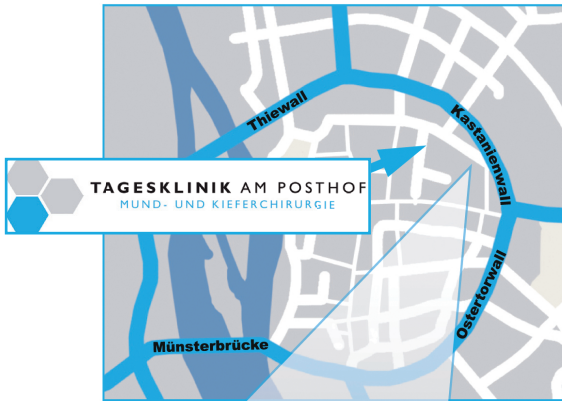 Thiewall
Kastanienwall
TAGESKLINIK AM POSTHOF
MUND- UND KIEFERCHIRURGIE
Ostertorwall
Münsterbrücke